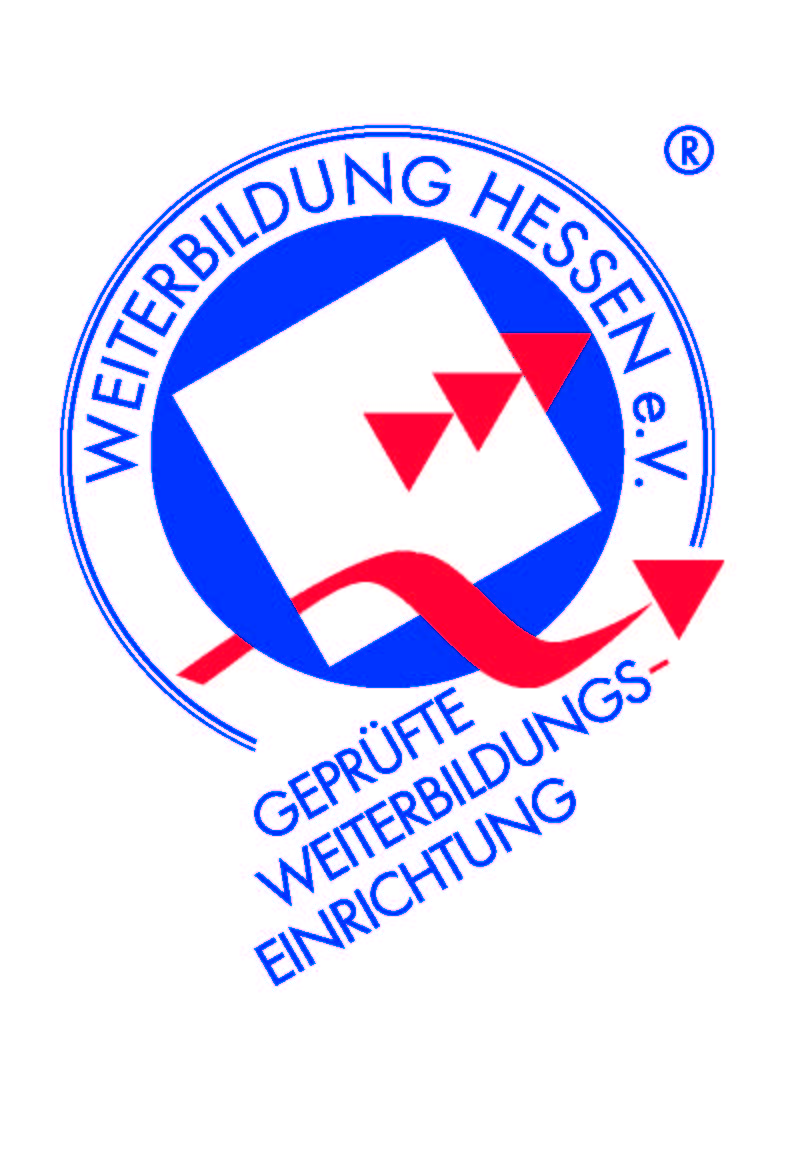 WEITERBILDUNG HESSEN e.V.
®
GEPRÜFTE
WEITERBILDUNGS-
EINRICHTUNG